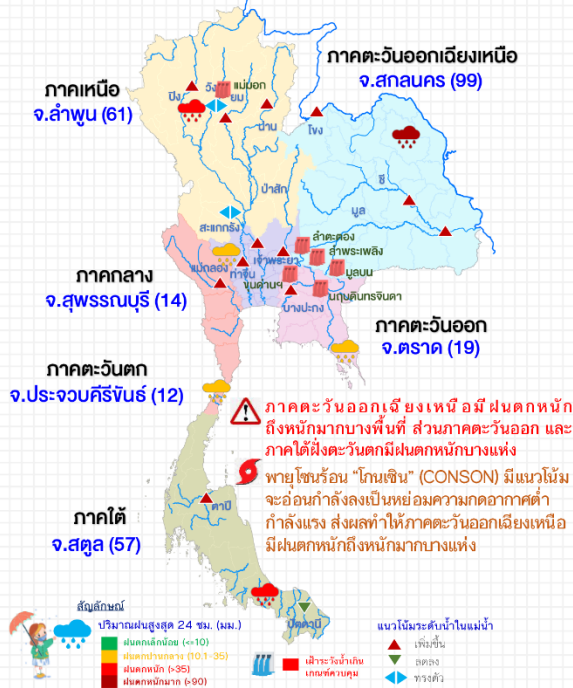 ภาคตะวันออกเฉียงเหนือ
จ.สกลนคร (99)
ภาคเหนือ
จ.ลำพูน (61)
ปิง
วัง
ยม
แม่มอก
น่าน
โขง
ป่าสัก
ชี
มูล
สะแกกรัง
ลำตะคอง
ลำพระเพลิง
เจ้าพระยา
มูลบน
แม่กลอง
ท่าจีน
ขุนด่านฯ
นฤบดินทรจินดา
บางปะกง
ภาคกลาง
จ.สุพรรณบุรี (14)
ภาคตะวันออก
จ.ตราด (19)
ภาคตะวันตก
จ.ประจวบคีรีขันธ์ (12)
ภาคตะวันออกเฉียงเหนือมีฝนตกหนัก
ถึงหนักมากบางพื้นที่ ส่วนภาคตะวันออก และ
ภาคใต้ฝั่งตะวันตกมีฝนตกหนักบางแห่ง
พายุโซนร้อน “โกนเซิน” (CONSON) มีแนวโน้ม
จะอ่อนกำลังลงเป็นหย่อมความกดอากาศต่ำ
กำลังแรง ส่งผลทำให้ภาคตะวันออกเฉียงเหนือ
มีฝนตกหนักถึงหนักมากบางแห่ง
ตาปี
ภาคใต้
จ.สตูล (57)
ปัตตานี
สัญลักษณ์
ปริมาณฝนสูงสุด 24 ชม. (มม.)
ฝนตกเล็กน้อย (<=10)
ฝนตกปานกลาง (10.1-35)
ฝนตกหนัก (>35)
ฝนตกหนักมาก (>90)
เฝ้าระวังน้ำเกิน
เกณฑ์ควบคุม
แนวโน้มระดับน้ำในแม่น้ำ
เพิ่มขึ้น
ลดลง
ทรงตัว